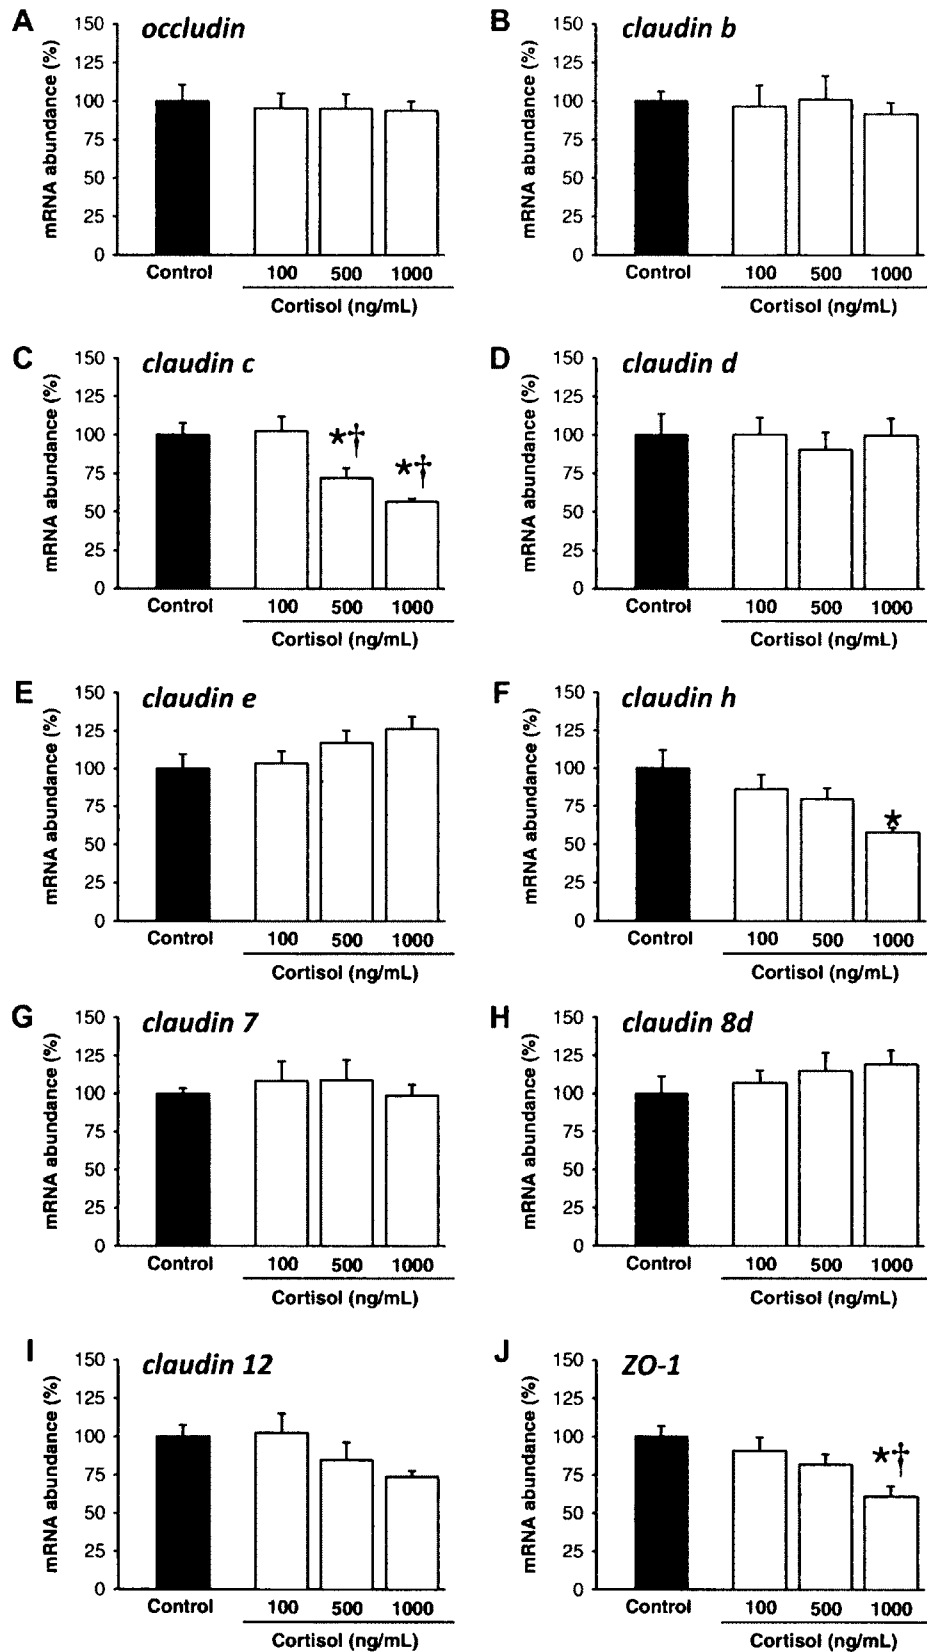 A
occludin
mRNA abundance (%)
150
125
100
75
50
25
0
Control
100 500 1000
Cortisol (ng/mL)
B
claudin b
mRNA abundance (%)
150
125
100
75
50
25
0
Control
100 500 1000
Cortisol (ng/mL)
C
claudin c
mRNA abundance (%)
150
125
100
75
50
25
0
*†
*†
Control
100 500 1000
Cortisol (ng/mL)
D
claudin d
mRNA abundance (%)
150
125
100
75
50
25
0
Control
100 500 1000
Cortisol (ng/mL)
E
claudin e
mRNA abundance (%)
150
125
100
75
50
25
0
Control
100 500 1000
Cortisol (ng/mL)
F
claudin h
mRNA abundance (%)
150
125
100
75
50
25
0
*
Control
100 500 1000
Cortisol (ng/mL)
G
claudin 7
mRNA abundance (%)
150
125
100
75
50
25
0
Control
100 500 1000
Cortisol (ng/mL)
H
claudin 8d
mRNA abundance (%)
150
125
100
75
50
25
0
Control
100 500 1000
Cortisol (ng/mL)
I
claudin 12
mRNA abundance (%)
150
125
100
75
50
25
0
Control
100 500 1000
Cortisol (ng/mL)
J
ZO-1
mRNA abundance (%)
150
125
100
75
50
25
0
*†
Control
100 500 1000
Cortisol (ng/mL)